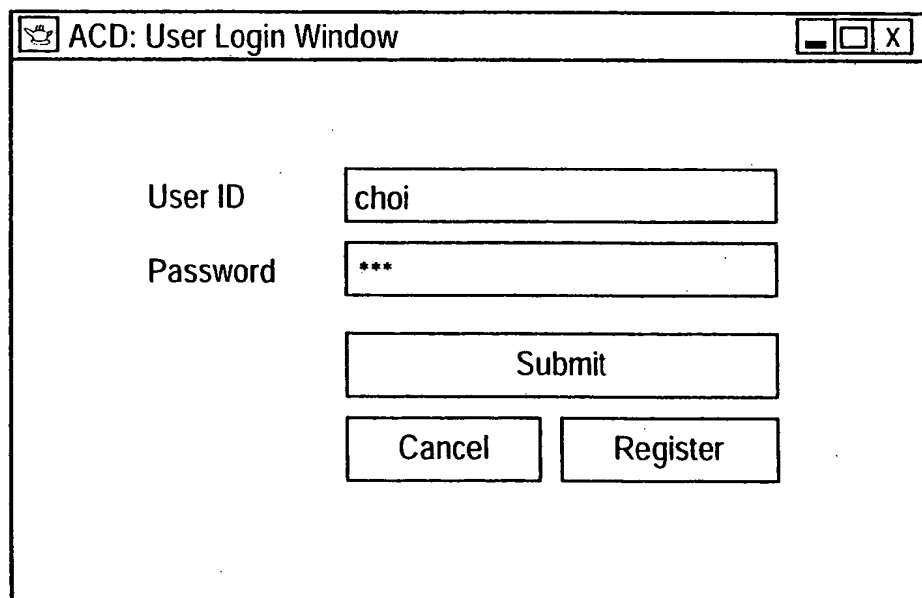 ACD: User Login Window X
User ID choi
Password ***
Submit
Cancel Register